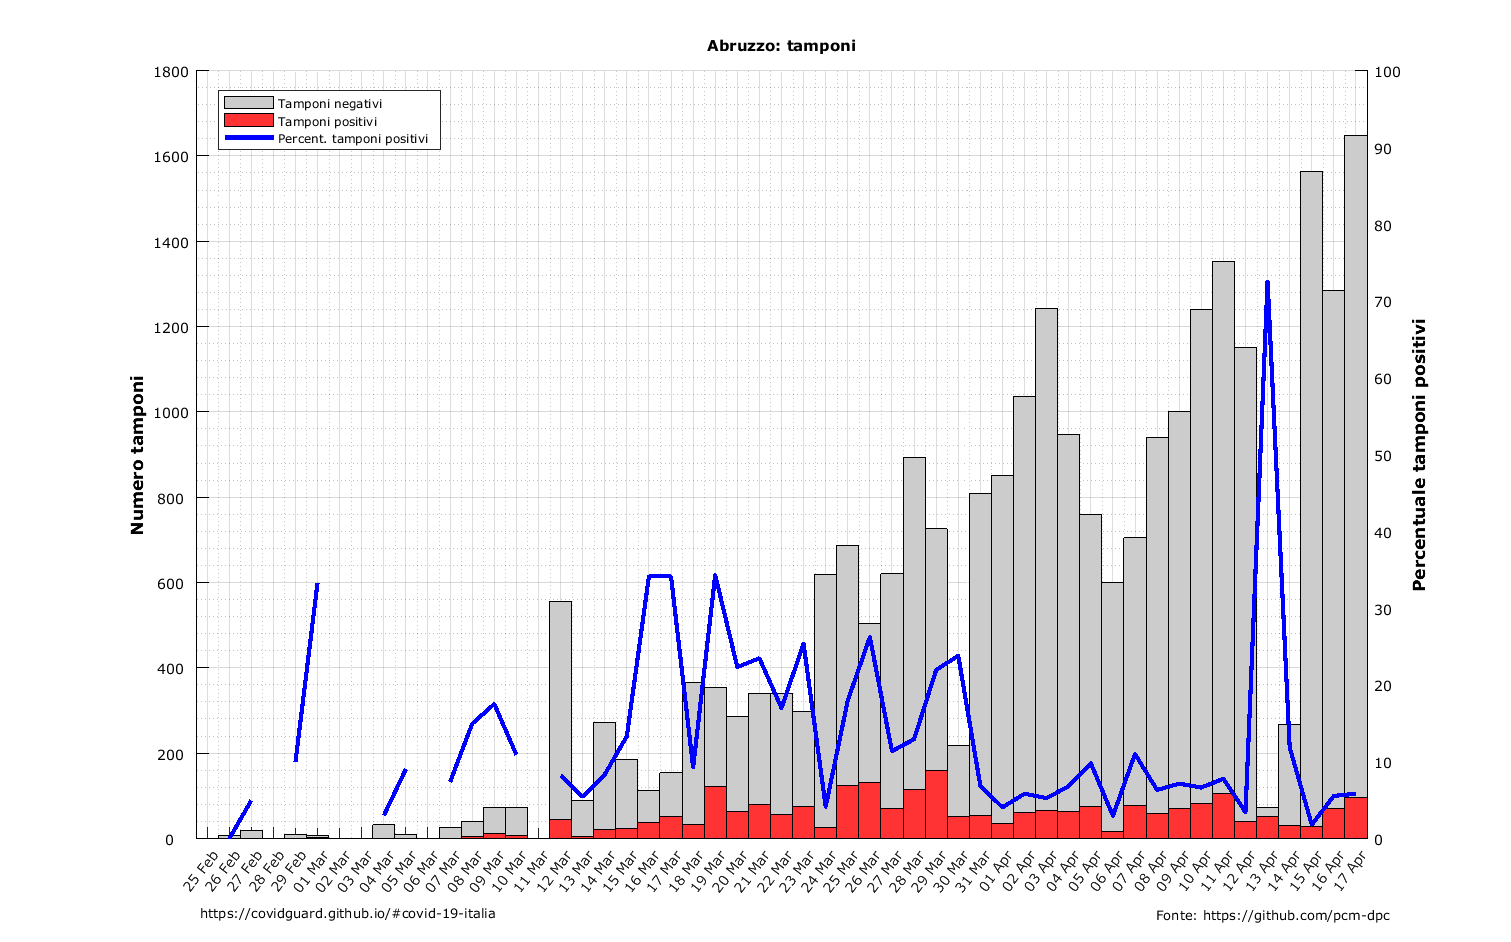 Abruzzo: tamponi
Tamponi negativi
Tamponi positivi
Percent. tamponi positivi
Numero tamponi
1800
1600
1400
1200
1000
800
600
400
200
0
Percentuale tamponi positivi
100
90
80
70
60
50
40
30
20
10
0
25 Feb
26 Feb
27 Feb
28 Feb
29 Feb
01 Mar
02 Mar
03 Mar
04 Mar
05 Mar
06 Mar
07 Mar
08 Mar
09 Mar
10 Mar
11 Mar
12 Mar
13 Mar
14 Mar
15 Mar
16 Mar
17 Mar
18 Mar
19 Mar
20 Mar
21 Mar
22 Mar
23 Mar
24 Mar
25 Mar
26 Mar
27 Mar
28 Mar
29 Mar
30 Mar
31 Mar
01 Apr
02 Apr
03 Apr
04 Apr
05 Apr
06 Apr
07 Apr
08 Apr
09 Apr
10 Apr
11 Apr
12 Apr
13 Apr
14 Apr
15 Apr
16 Apr
17 Apr
https://covidguard.github.io/#covid-19-italia
Fonte: https://github.com/pcm-dpc